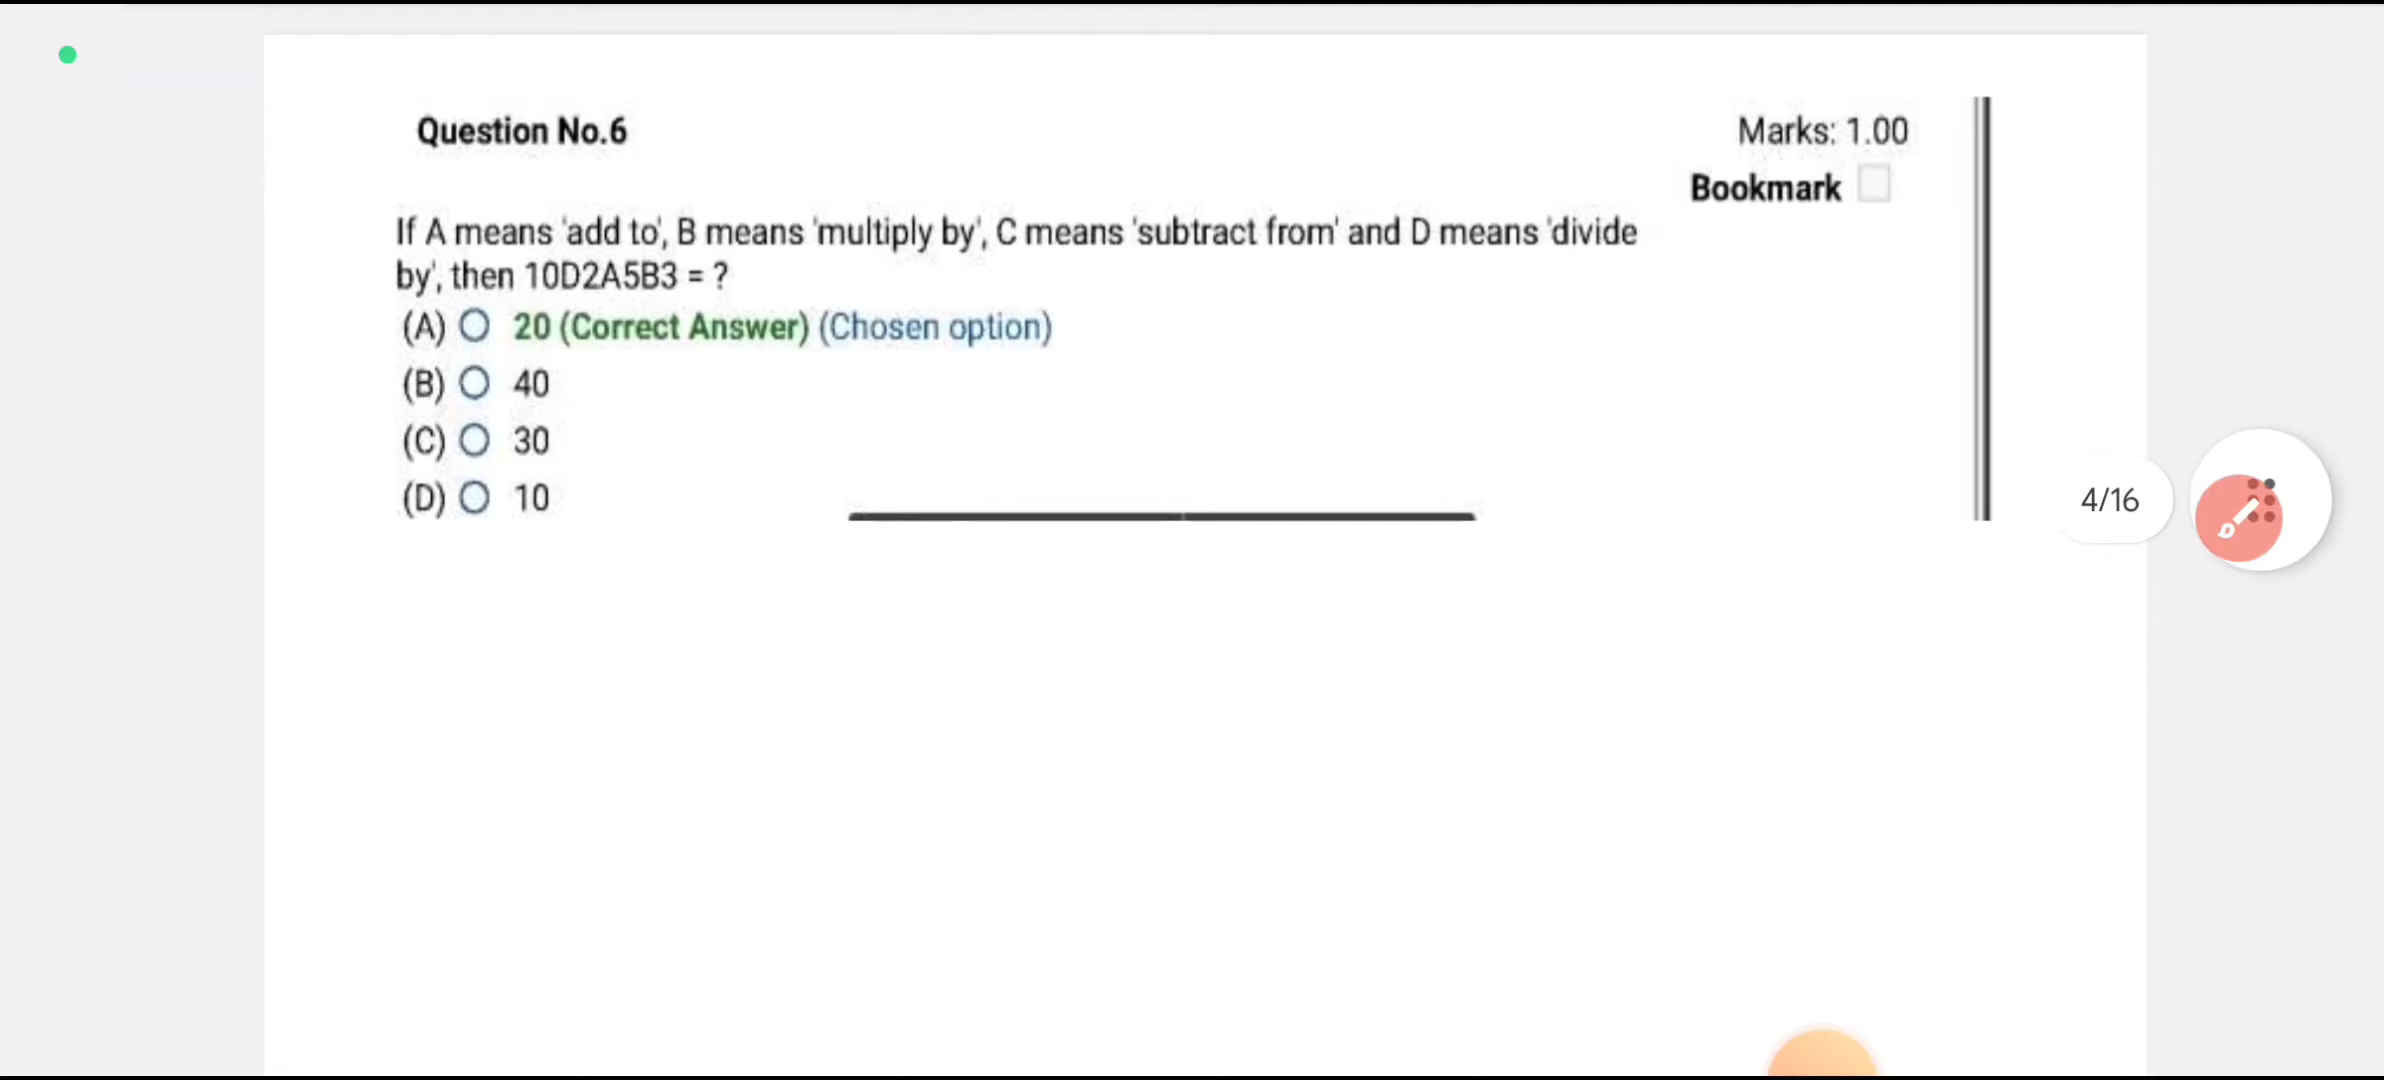 Question No.6
Marks: 1.00
Bookmark
If A means 'add to', B means 'multiply by', C means 'subtract from' and D means 'divide
by', then 10D2A5B3 = ?
(A) 20 (Correct Answer) (Chosen option)
(B) 40
(C) 30
(D) 10
4/16